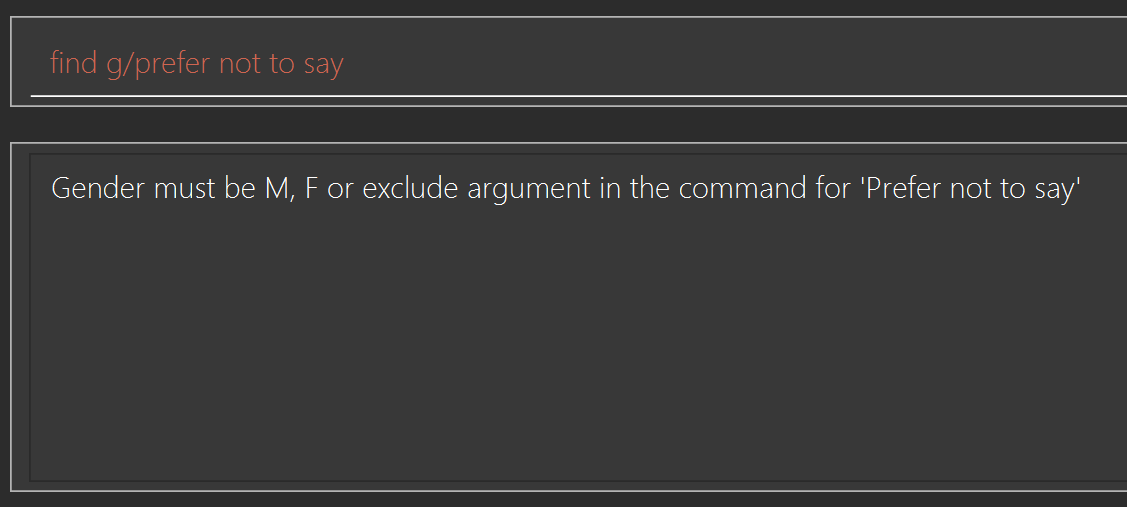 find g/prefer not to say
Gender must be M, F or exclude argument in the command for 'Prefer not to say'